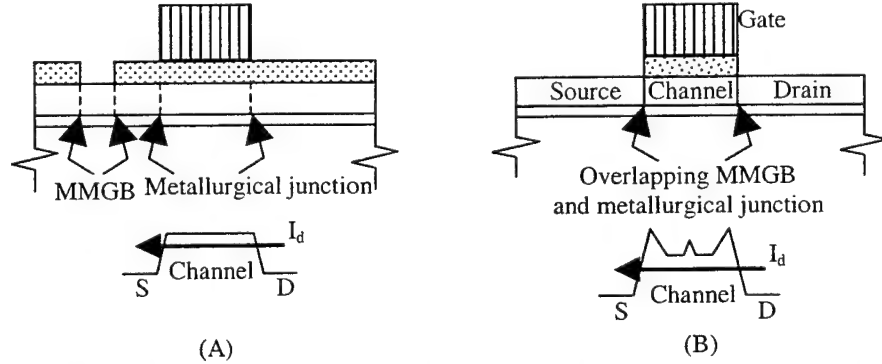 MMGB
Metallurgical junction
I_d
Channel
S
D
(A)
Gate
Source
Channel
Drain
Overlapping MMGB
and metallurgical junction
I_d
Channel
S
D
(B)